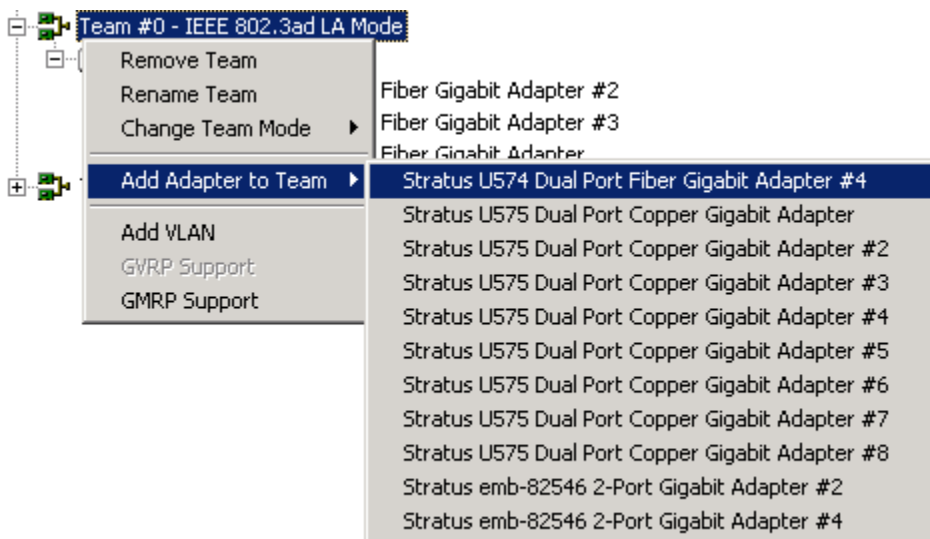 Team #0 - IEEE 802.3ad LA Mode
Remove Team
Rename Team
Change Team Mode
Fiber Gigabit Adapter #2
Fiber Gigabit Adapter #3
Fiber Gigabit Adapter
Add Adapter to Team
Add VLAN
GVRP Support
GMRP Support
Stratus U574 Dual Port Fiber Gigabit Adapter #4
Stratus U575 Dual Port Copper Gigabit Adapter
Stratus U575 Dual Port Copper Gigabit Adapter #2
Stratus U575 Dual Port Copper Gigabit Adapter #3
Stratus U575 Dual Port Copper Gigabit Adapter #4
Stratus U575 Dual Port Copper Gigabit Adapter #5
Stratus U575 Dual Port Copper Gigabit Adapter #6
Stratus U575 Dual Port Copper Gigabit Adapter #7
Stratus U575 Dual Port Copper Gigabit Adapter #8
Stratus emb-82546 2-Port Gigabit Adapter #2
Stratus emb-82546 2-Port Gigabit Adapter #4